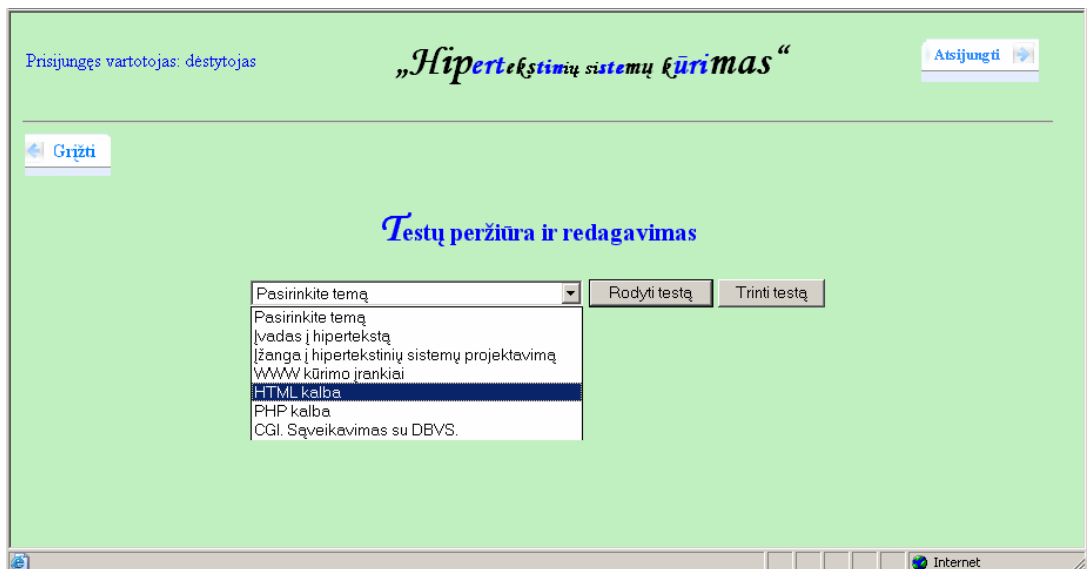 Prisijungęs vartotojas: dėstytojas
„Hipertekstinių sistemų kūrimas“
Atsijungti
Grįžti
Testų peržiūra ir redagavimas
Pasirinkite temą
Rodyti testą
Trinti testą
Pasirinkite temą
Įvadas į hipertekstą
Įžanga į hipertekstinių sistemų projektavimą
WWW kūrimo įrankiai
HTML kalba
PHP kalba
CGI. Sąveikavimas su DBVS.
Internet